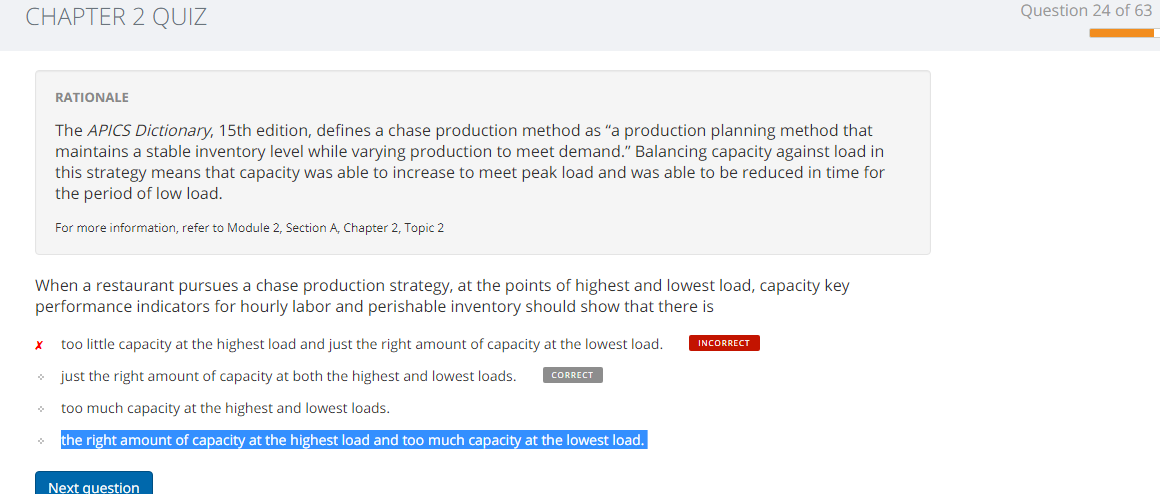 CHAPTER 2 QUIZ
Question 24 of 63
RATIONALE
The APICS Dictionary, 15th edition, defines a chase production method as “a production planning method that
maintains a stable inventory level while varying production to meet demand.” Balancing capacity against load in
this strategy means that capacity was able to increase to meet peak load and was able to be reduced in time for
the period of low load.
For more information, refer to Module 2, Section A, Chapter 2, Topic 2
When a restaurant pursues a chase production strategy, at the points of highest and lowest load, capacity key
performance indicators for hourly labor and perishable inventory should show that there is
✗ too little capacity at the highest load and just the right amount of capacity at the lowest load. INCORRECT
just the right amount of capacity at both the highest and lowest loads. CORRECT
too much capacity at the highest and lowest loads.
the right amount of capacity at the highest load and too much capacity at the lowest load.
Next question